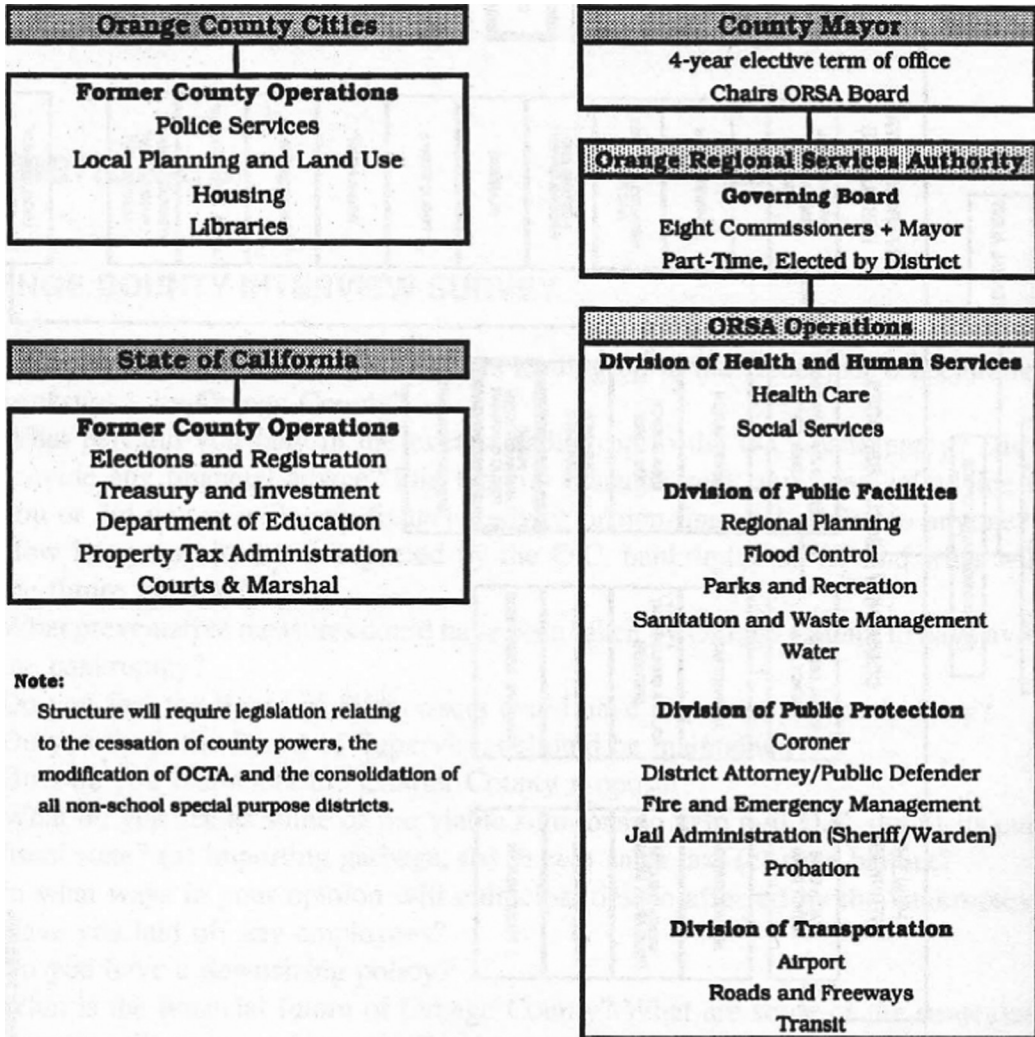 Orange County Cities
Former County Operations
Police Services
Local Planning and Land Use
Housing
Libraries
State of California
Former County Operations
Elections and Registration
Treasury and Investment
Department of Education
Property Tax Administration
Courts & Marshal
Note:
Structure will require legislation relating
to the cessation of county powers, the
modification of OCTA, and the consolidation of
all non-school special purpose districts.
County Mayor
4-year elective term of office
Chairs ORSA Board
Orange Regional Services Authority
Governing Board
Eight Commissioners + Mayor
Part-Time, Elected by District
ORSA Operations
Division of Health and Human Services
Health Care
Social Services
Division of Public Facilities
Regional Planning
Flood Control
Parks and Recreation
Sanitation and Waste Management
Water
Division of Public Protection
Coroner
District Attorney/Public Defender
Fire and Emergency Management
Jail Administration (Sheriff/Warden)
Probation
Division of Transportation
Airport
Roads and Freeways
Transit